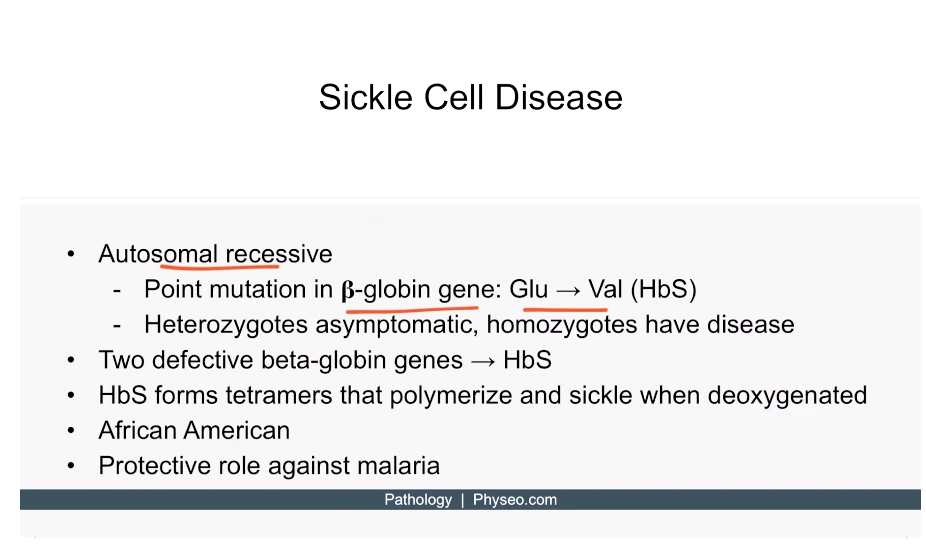 Sickle Cell Disease
• Autosomal recessive
- Point mutation in β-globin gene: Glu → Val (HbS)
- Heterozygotes asymptomatic, homozygotes have disease
• Two defective beta-globin genes → HbS
• HbS forms tetramers that polymerize and sickle when deoxygenated
• African American
• Protective role against malaria
Pathology | Physeo.com